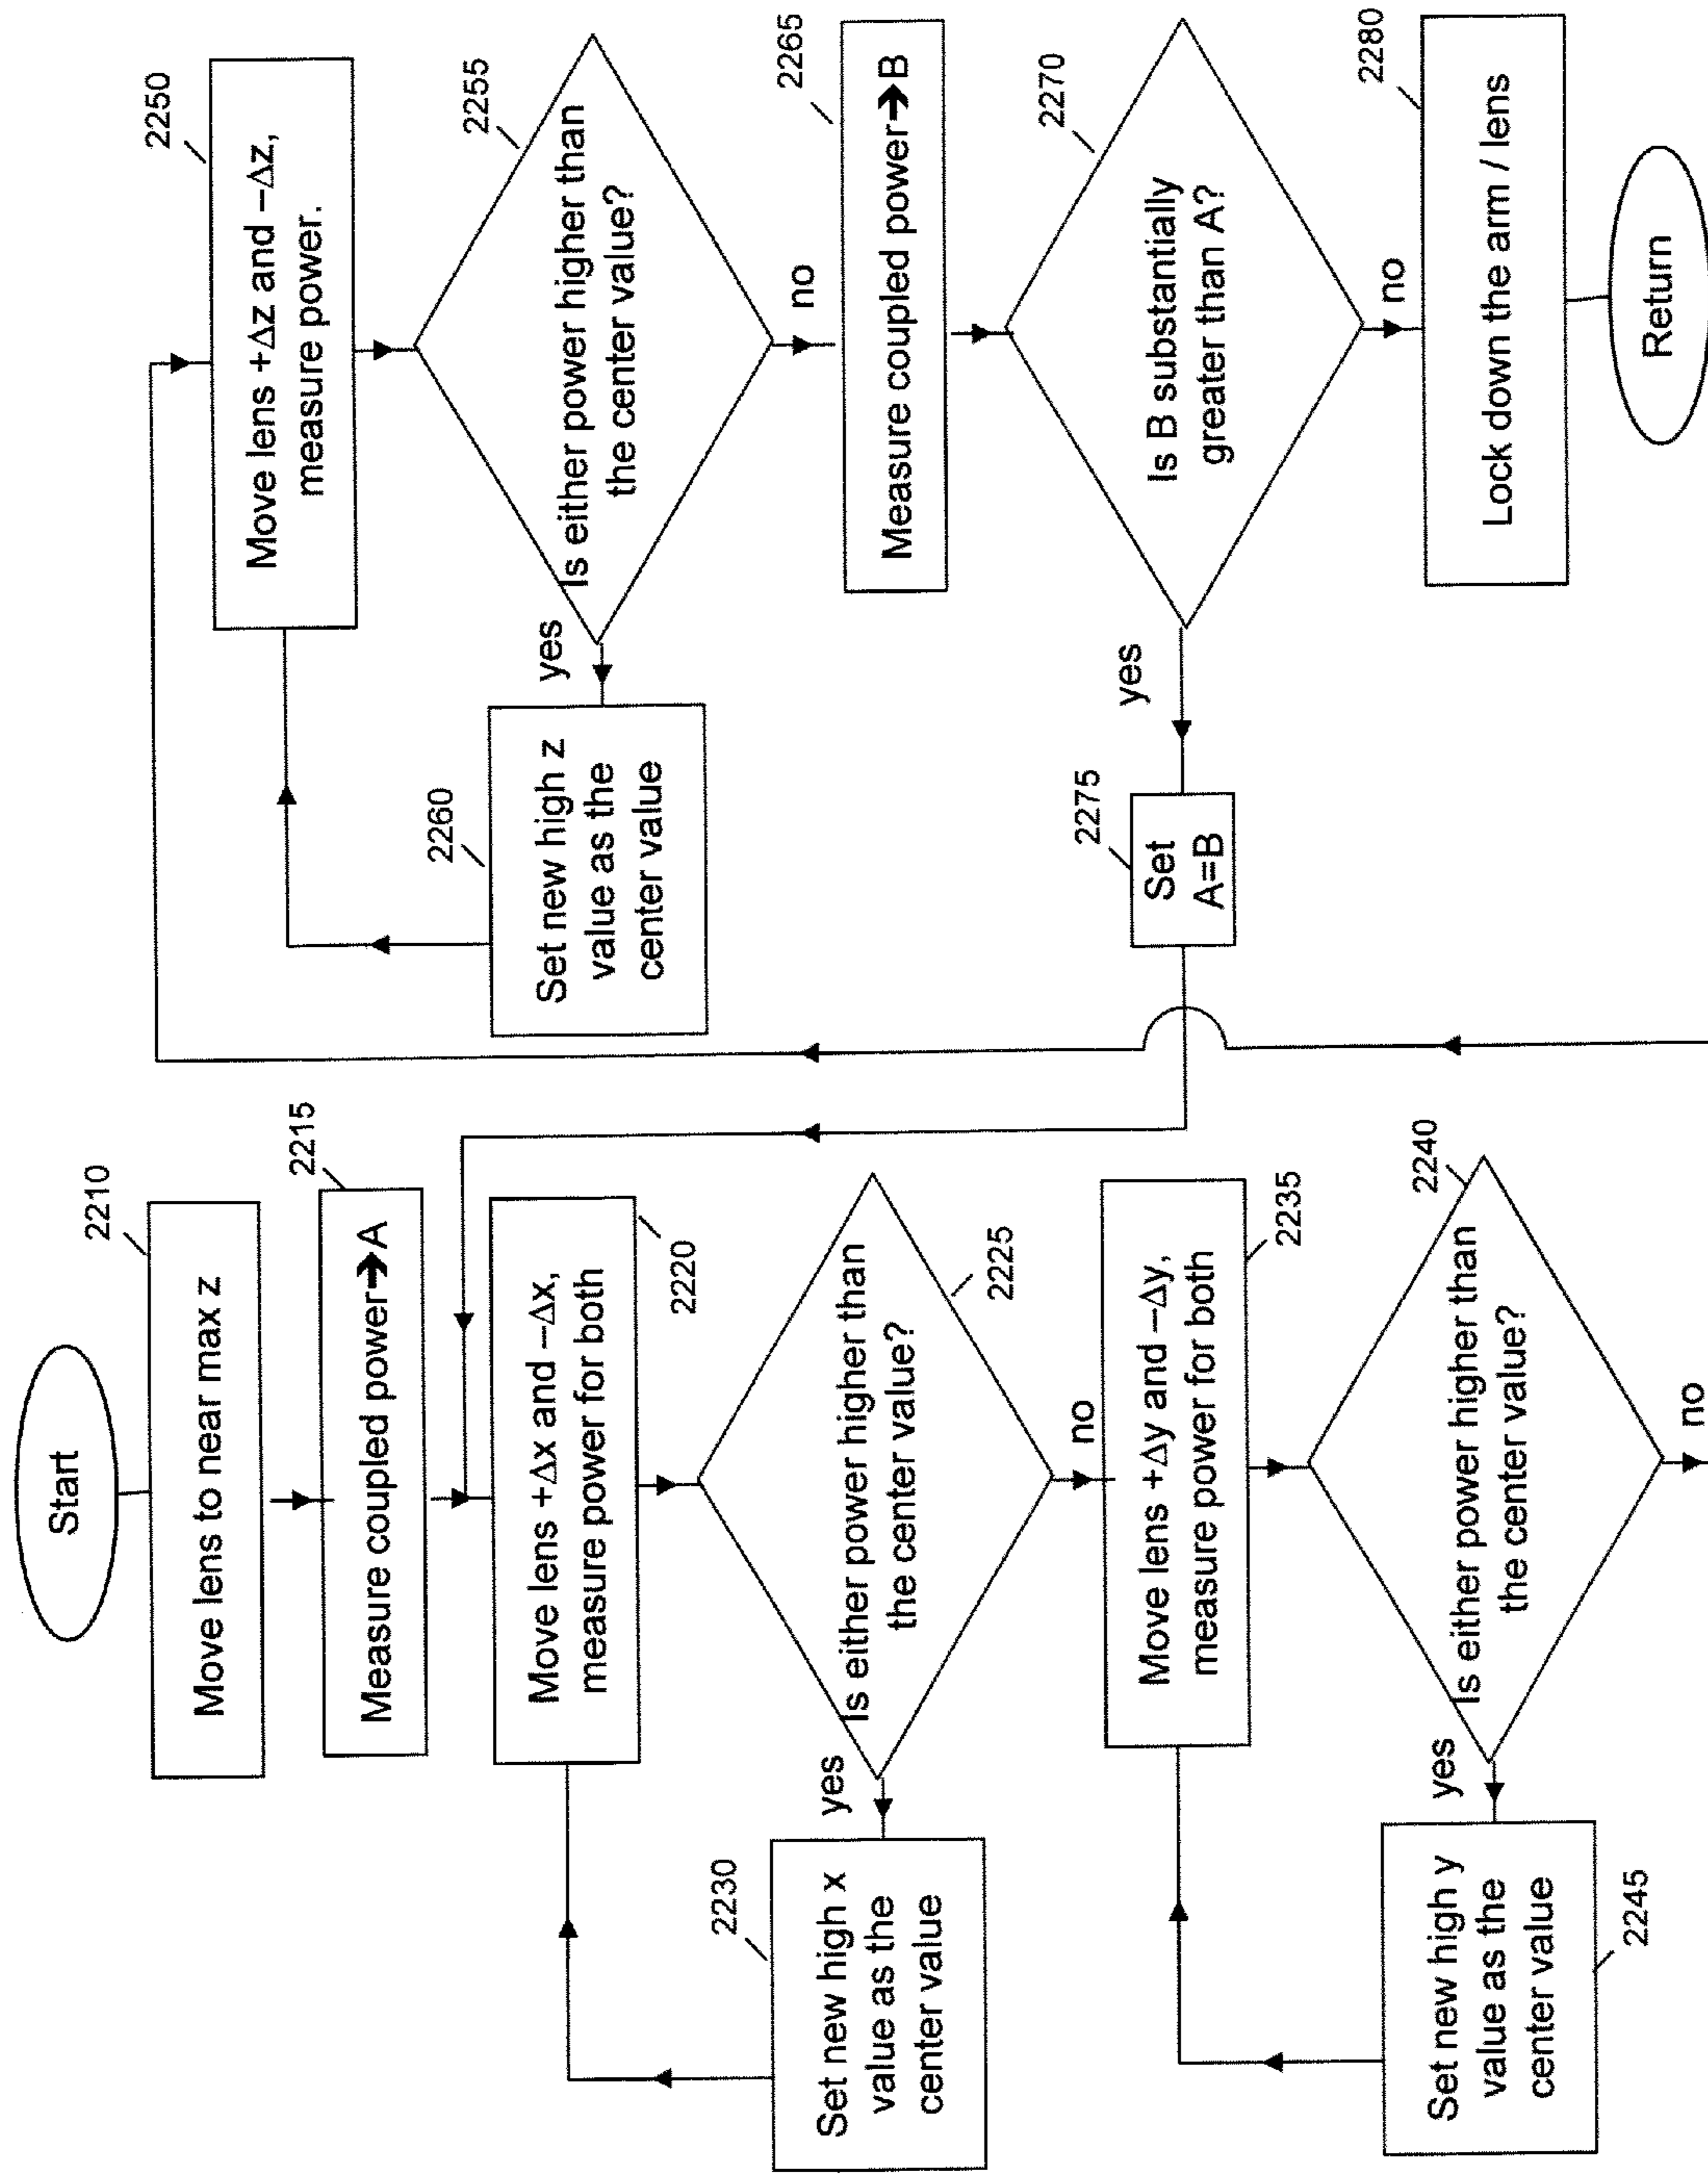 Start
2210
Move lens to near max z
2215
Measure coupled power➔A
Move lens +Δx and –Δx,
measure power for both
2220
Is either power higher than
the center value?
2225
yes
no
2230
Set new high x
value as the
center value
Move lens +Δy and –Δy,
measure power for both
2235
2240
Is either power higher than
the center value?
yes
no
Set new high y
value as the
center value
2245
2250
Move lens +Δz and –Δz,
measure power.
2255
Is either power higher than
the center value?
yes
no
2260
Set new high z
value as the
center value
2265
Measure coupled power➔B
2270
Is B substantially
greater than A?
yes
no
2275
Set
A=B
2280
Lock down the arm / lens
Return